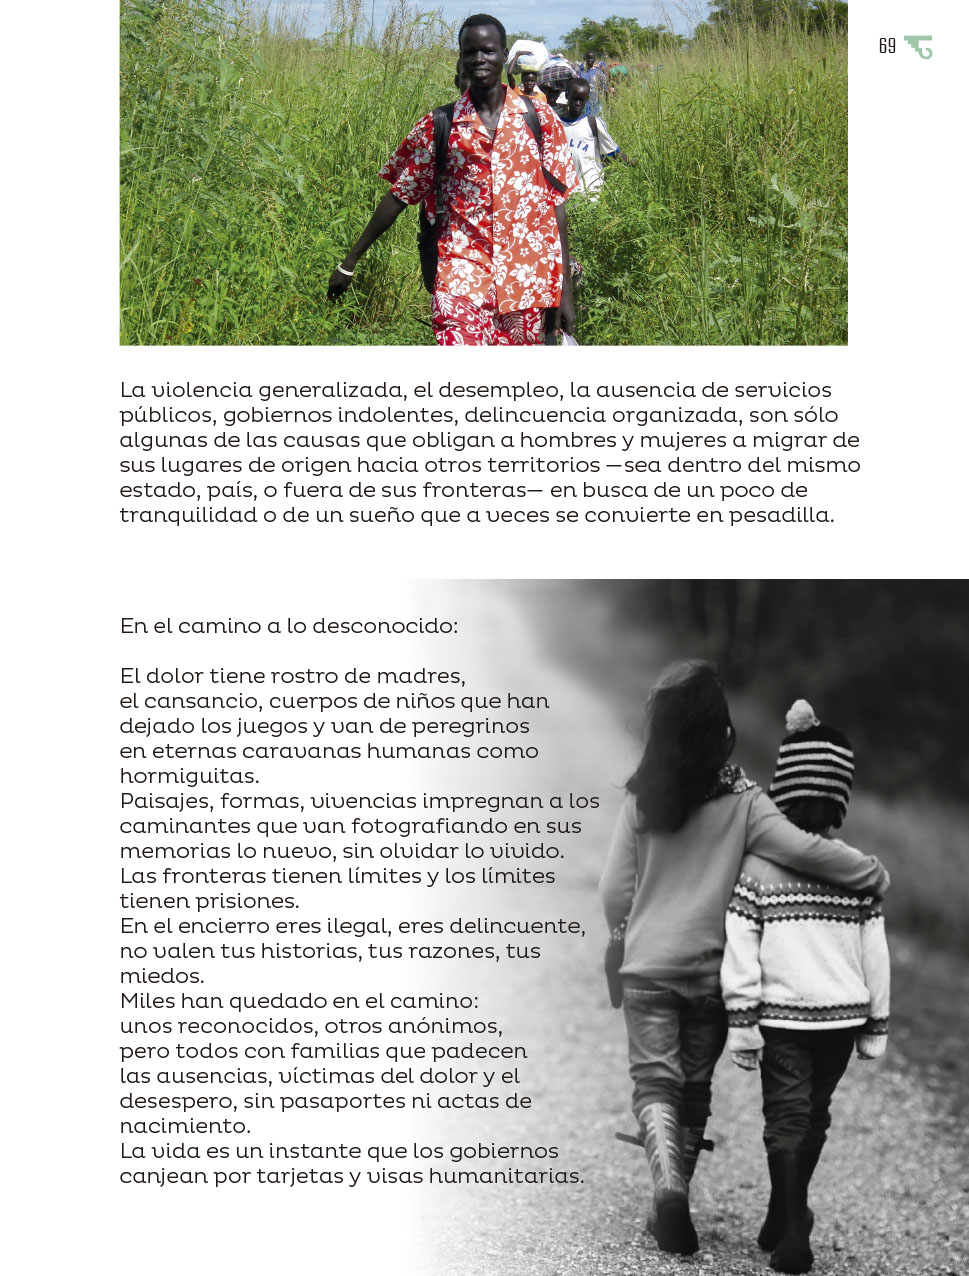 69
LIA
La violencia generalizada, el desempleo, la ausencia de servicios
públicos, gobiernos indolentes, delincuencia organizada, son sólo
algunas de las causas que obligan a hombres y mujeres a migrar de
sus lugares de origen hacia otros territorios —sea dentro del mismo
estado, país, o fuera de sus fronteras— en busca de un poco de
tranquilidad o de un sueño que a veces se convierte en pesadilla.
En el camino a lo desconocido:
El dolor tiene rostro de madres,
el cansancio, cuerpos de niños que han
dejado los juegos y van de peregrinos
en eternas caravanas humanas como
hormiguitas.
Paisajes, formas, vivencias impregnan a los
caminantes que van fotografiando en sus
memorias lo nuevo, sin olvidar lo vivido.
Las fronteras tienen límites y los límites
tienen prisiones.
En el encierro eres ilegal, eres delincuente,
no valen tus historias, tus razones, tus
miedos.
Miles han quedado en el camino:
unos reconocidos, otros anónimos,
pero todos con familias que padecen
las ausencias, víctimas del dolor y el
desespero, sin pasaportes ni actas de
nacimiento.
La vida es un instante que los gobiernos
canjean por tarjetas y visas humanitarias.